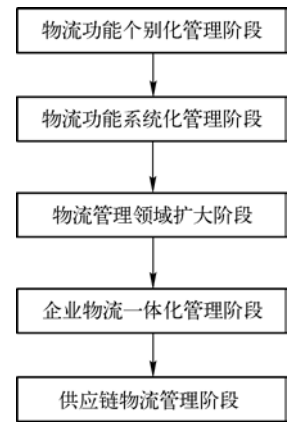 物流功能个别化管理阶段
物流功能系统化管理阶段
物流管理领域扩大阶段
企业物流一体化管理阶段
供应链物流管理阶段